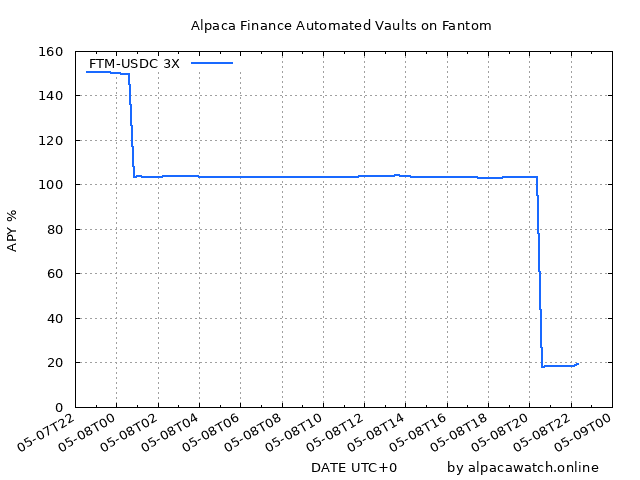 Alpaca Finance Automated Vaults on Fantom
FTM-USDC 3X
APY %
160
140
120
100
80
60
40
20
0
05-07T22
05-08T00
05-08T02
05-08T04
05-08T06
05-08T08
05-08T10
05-08T12
05-08T14
05-08T16
05-08T18
05-08T20
05-08T22
05-09T00
DATE UTC+0
by alpacawatch.online